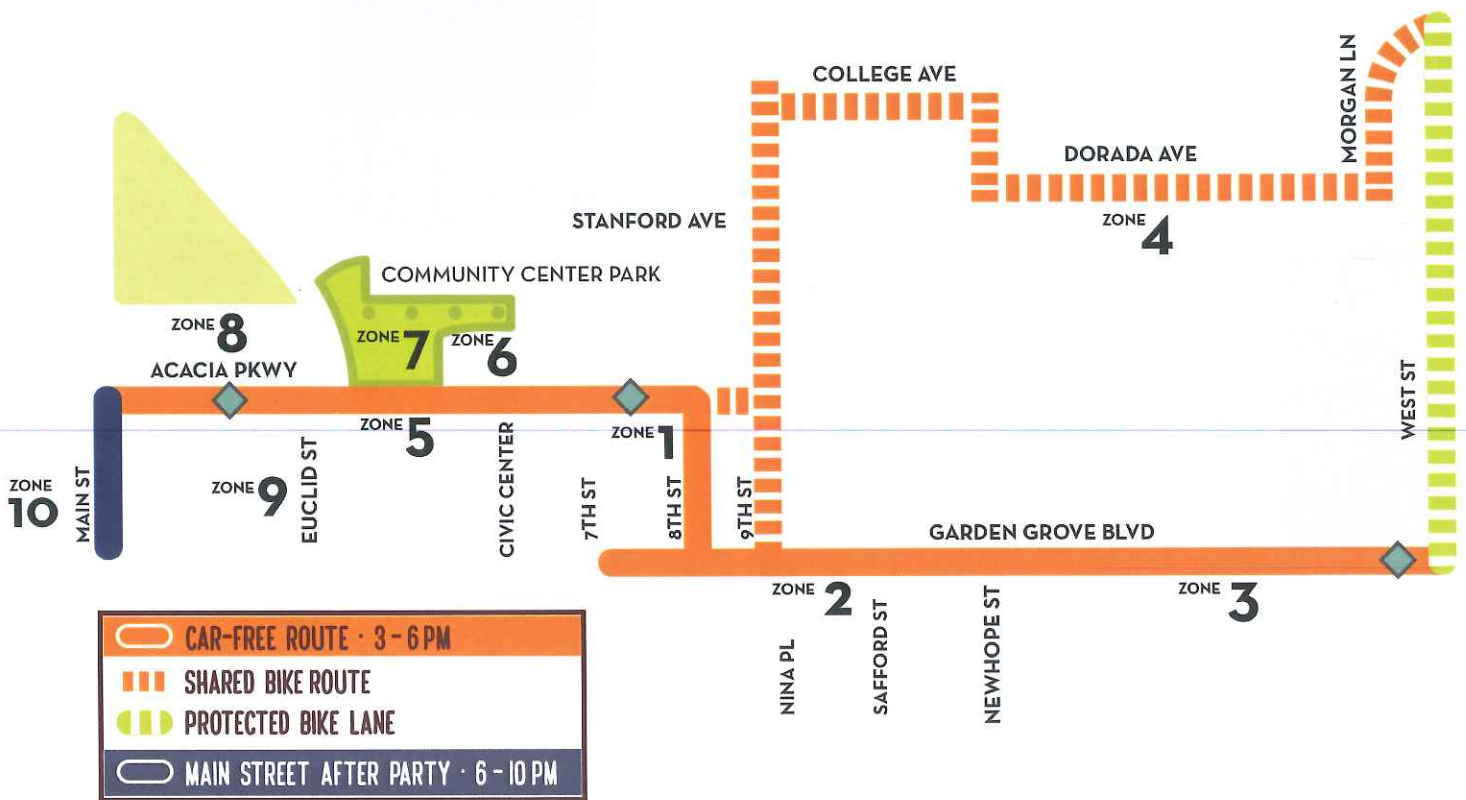 COLLEGE AVE
MORGAN LN
DORADA AVE
ZONE 4
STANFORD AVE
COMMUNITY CENTER PARK
ZONE 8
ZONE 7
ZONE 6
ACACIA PKWY
WEST ST
ZONE 5
ZONE 1
ZONE 10
MAIN ST
ZONE 9
EUCLID ST
CIVIC CENTER
7TH ST
8TH ST
9TH ST
GARDEN GROVE BLVD
ZONE 2
ZONE 3
NINA PL
SAFFORD ST
NEWHOPE ST
CAR-FREE ROUTE · 3-6 PM
SHARED BIKE ROUTE
PROTECTED BIKE LANE
MAIN STREET AFTER PARTY · 6-10 PM